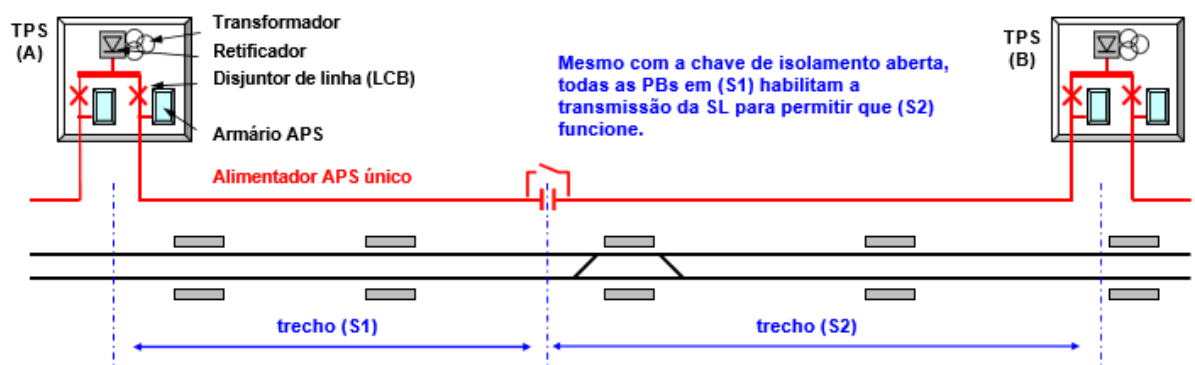 TPS
(A)
Transformador
Retificador
Disjuntor de linha (LCB)
Armário APS
Alimentador APS único
Mesmo com a chave de isolamento aberta,
todas as PBs em (S1) habilitam a
transmissão da SL para permitir que (S2)
funcione.
TPS
(B)
trecho (S1)
trecho (S2)